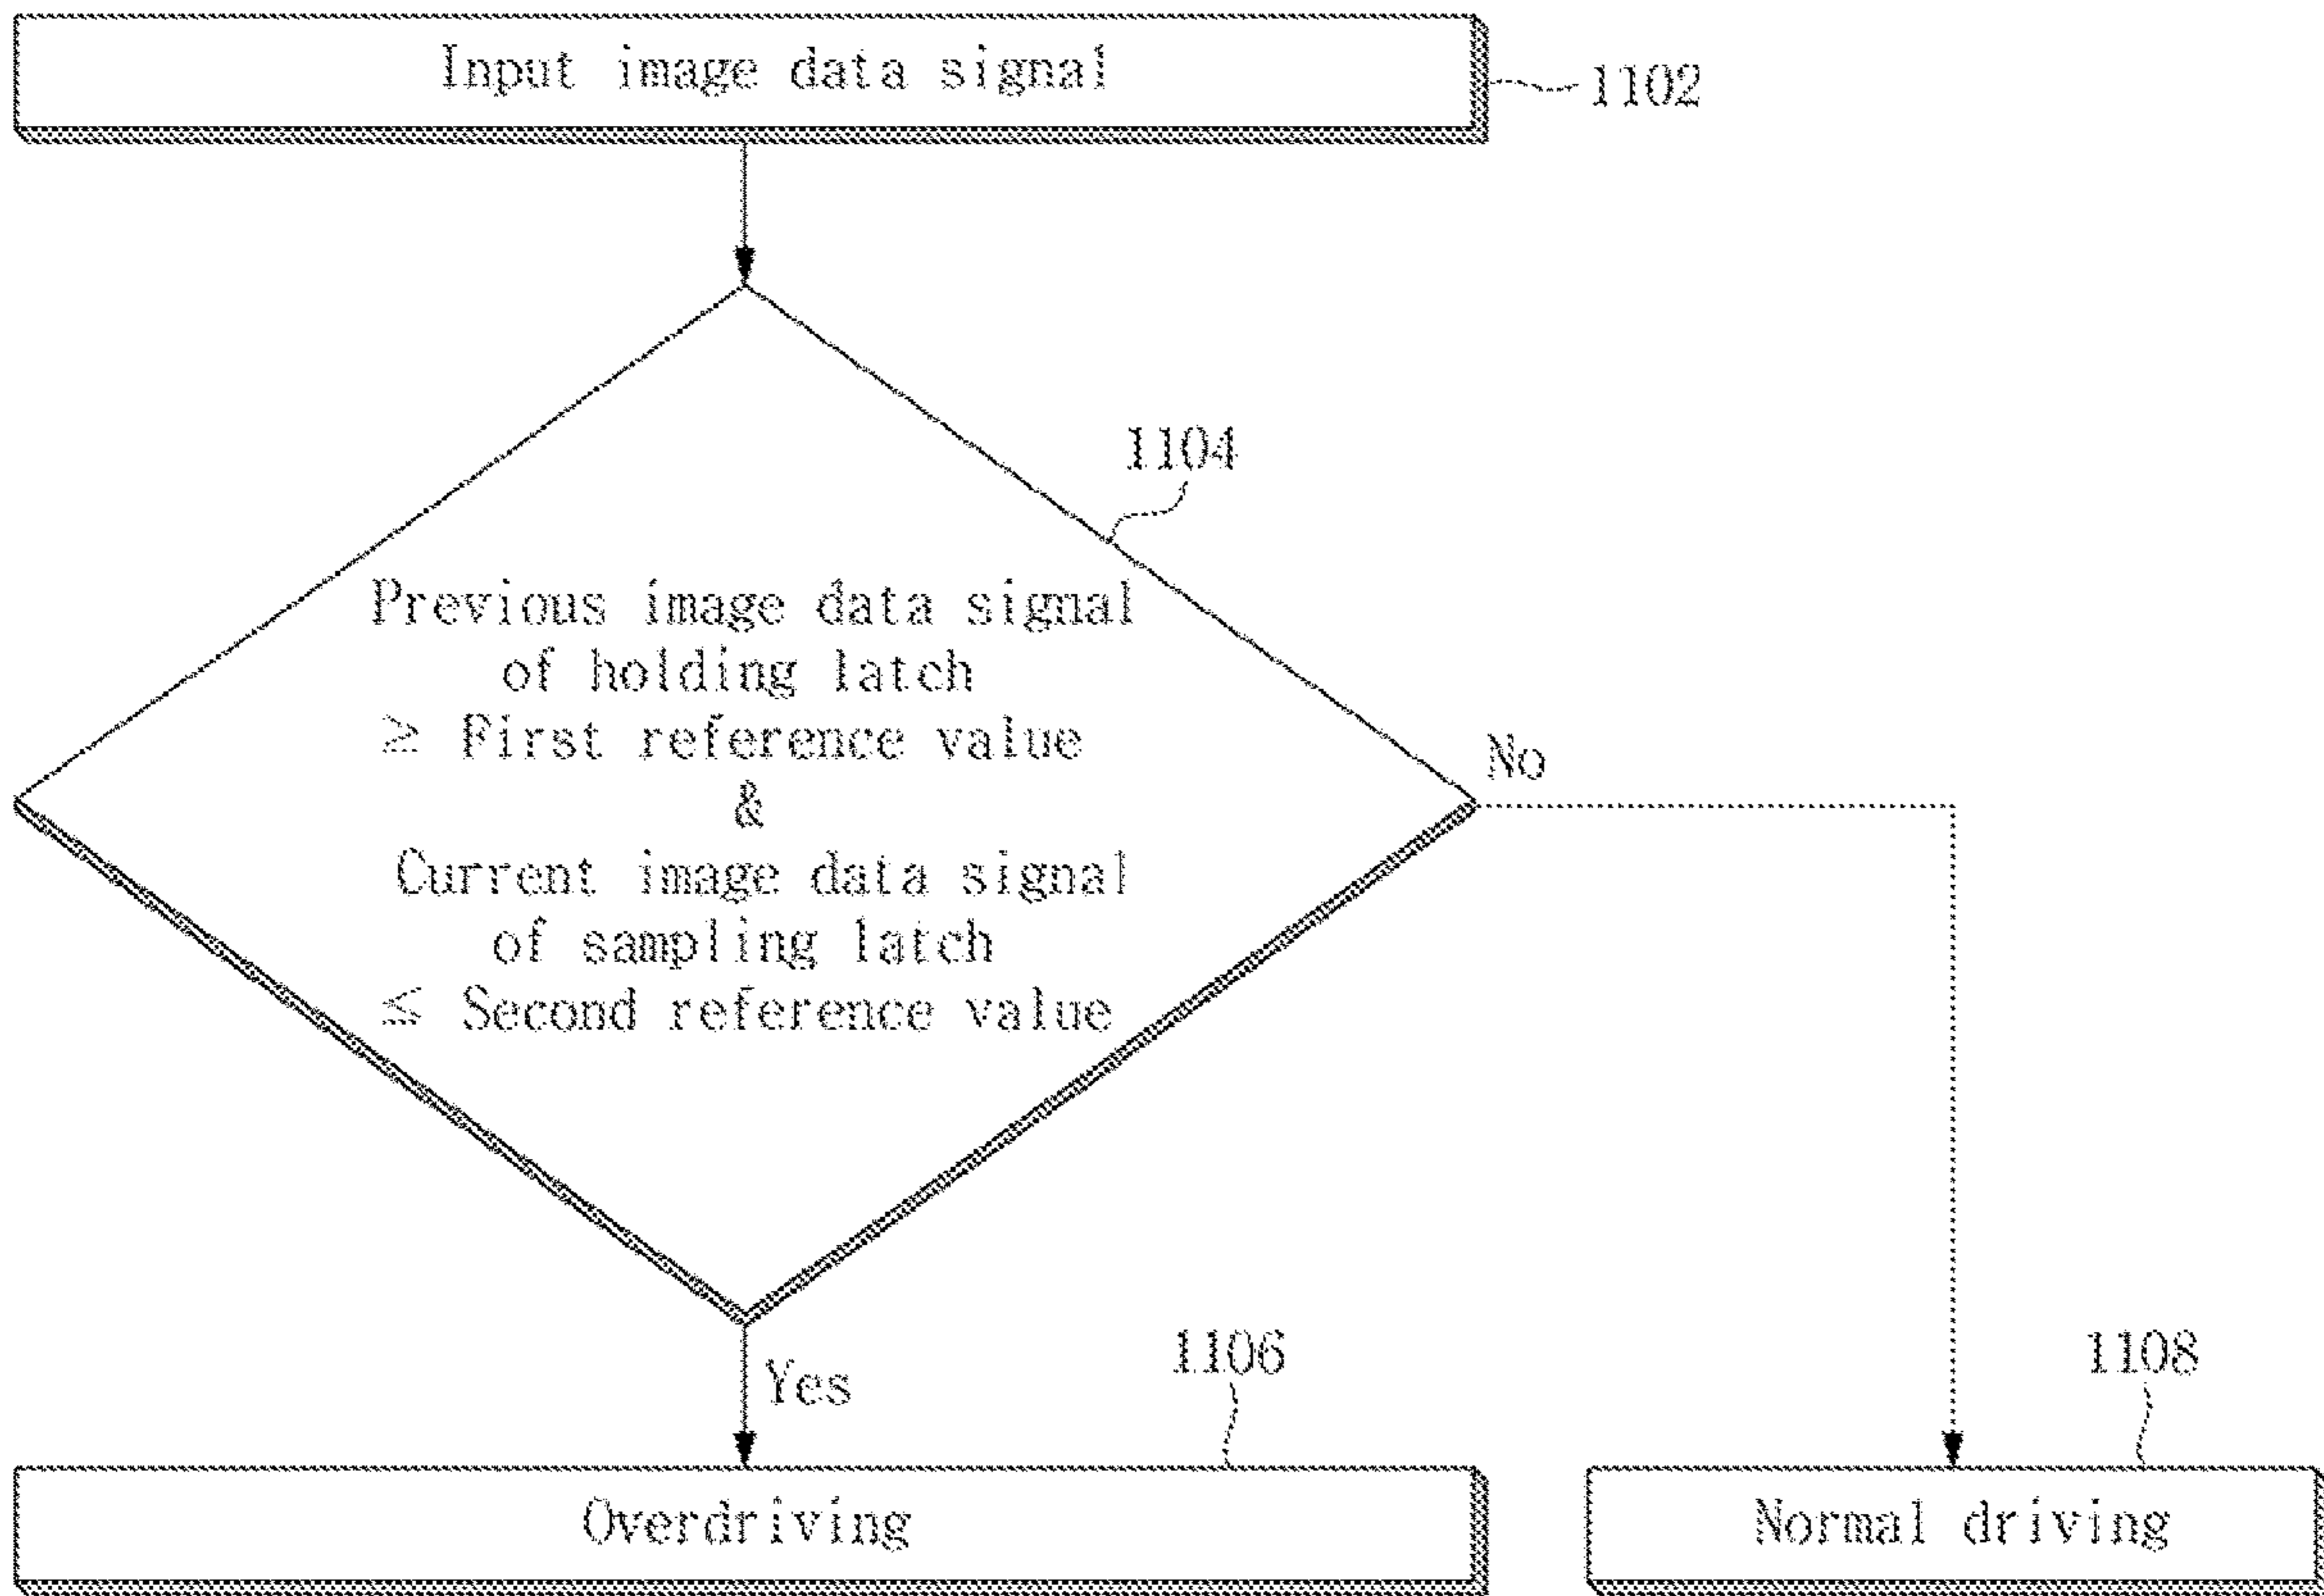 Input image data signal
1102
1104
Previous image data signal
of holding latch
≥ First reference value
&
Current image data signal
of sampling latch
≤ Second reference value
No
Yes
1106
1108
Overdriving
Normal driving